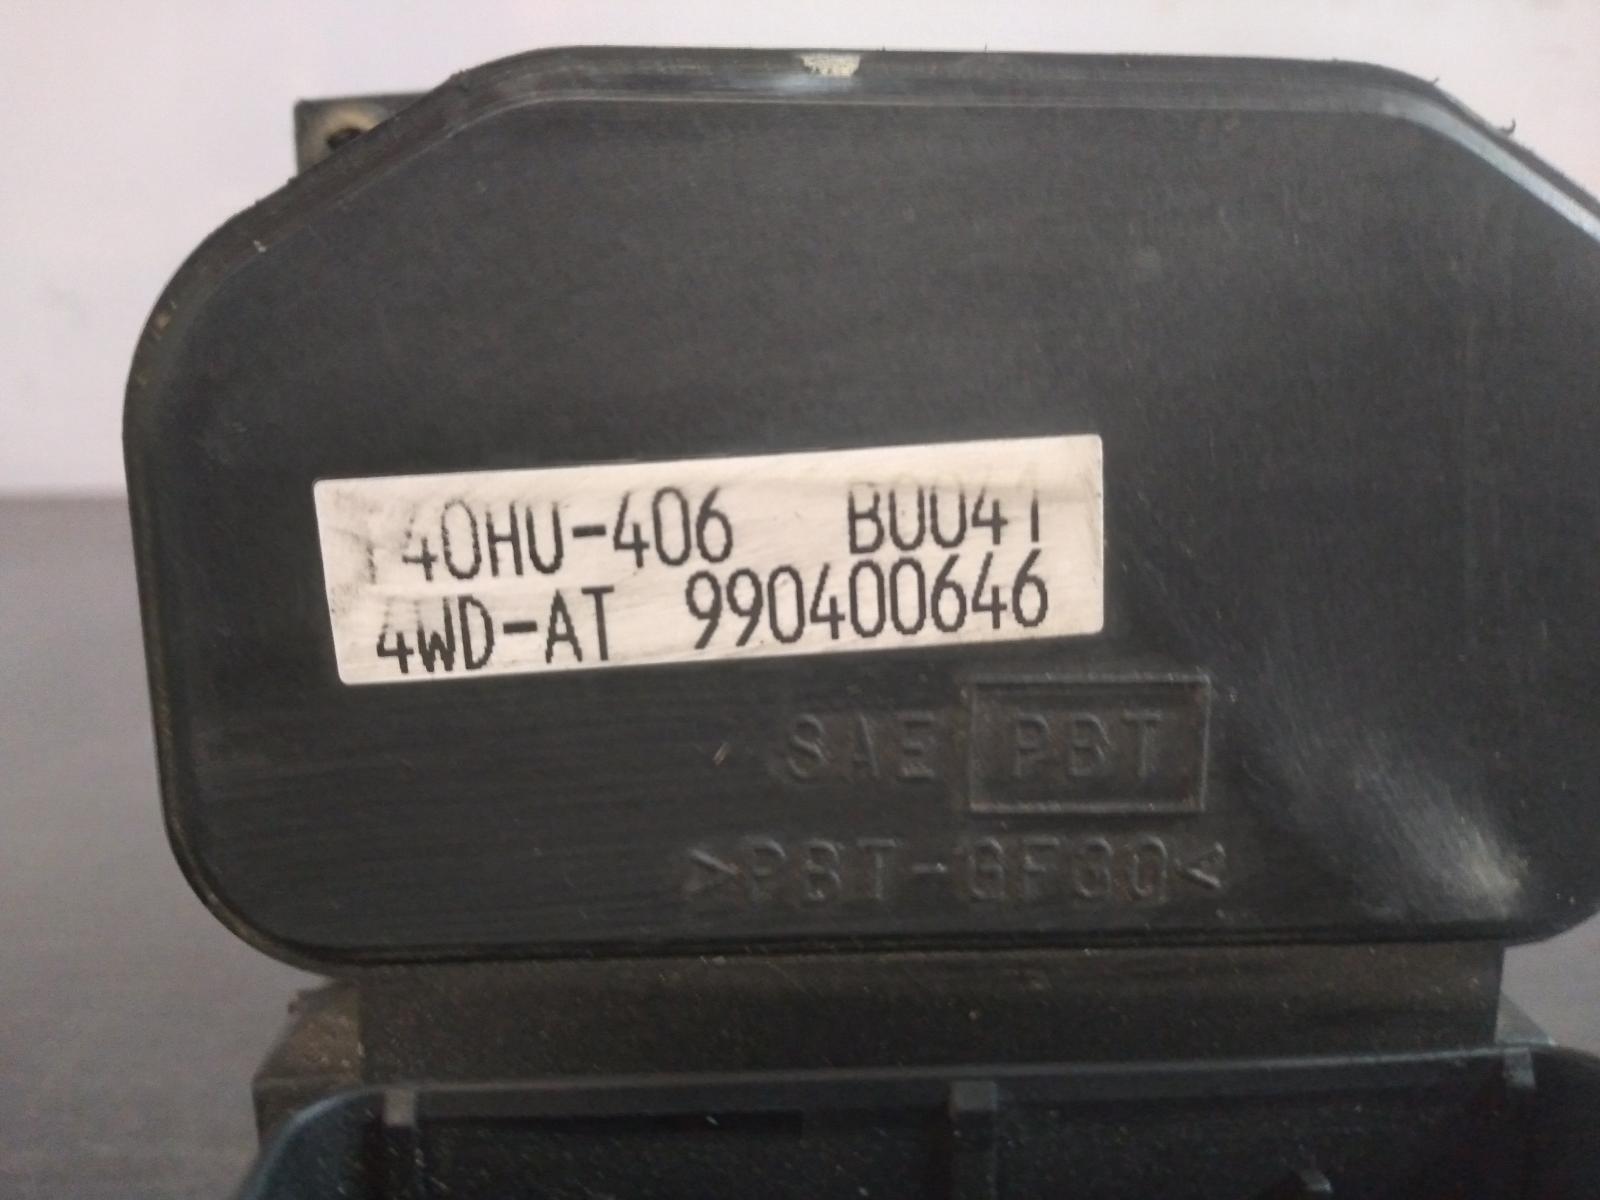 40HU-406 B0041
4WD-AT 990400646
SAE PBT
>PBT-GF30<